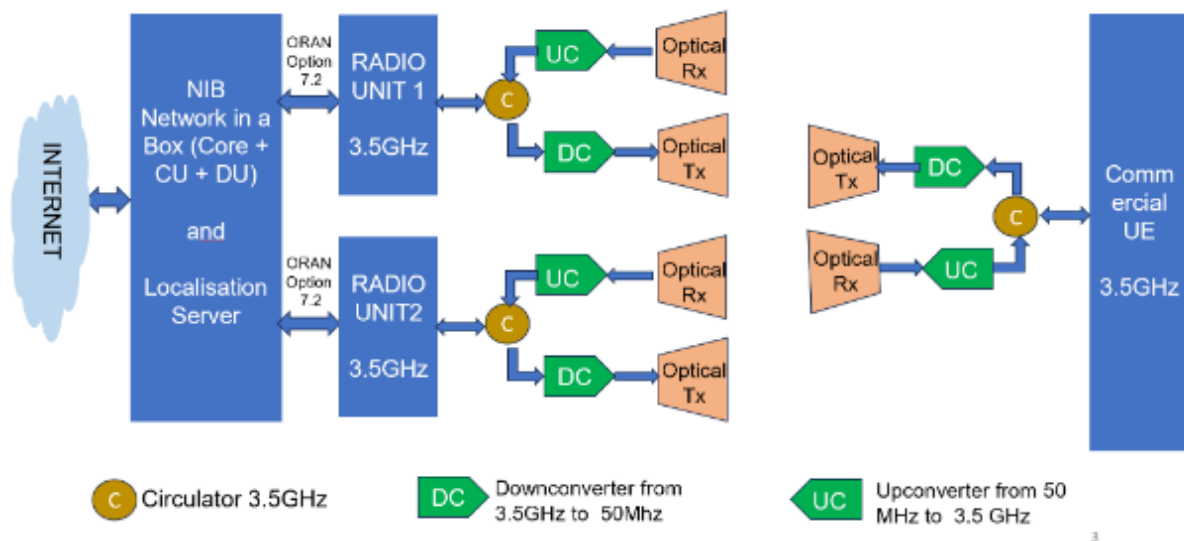 INTERNET
NIB
Network in a
Box (Core +
CU + DU)
and
Localisation
Server
ORAN
Option
7.2
RADIO
UNIT 1
3.5GHz
C
UC
Optical
Rx
DC
Optical
Tx
ORAN
Option
7.2
RADIO
UNIT2
3.5GHz
C
UC
Optical
Rx
DC
Optical
Tx
Optical
Tx
DC
C
Optical
Rx
UC
Comm
ercial
UE
3.5GHz
C
Circulator 3.5GHz
DC
Downconverter from
3.5GHz to 50Mhz
UC
Upconverter from 50
MHz to 3.5 GHz
3